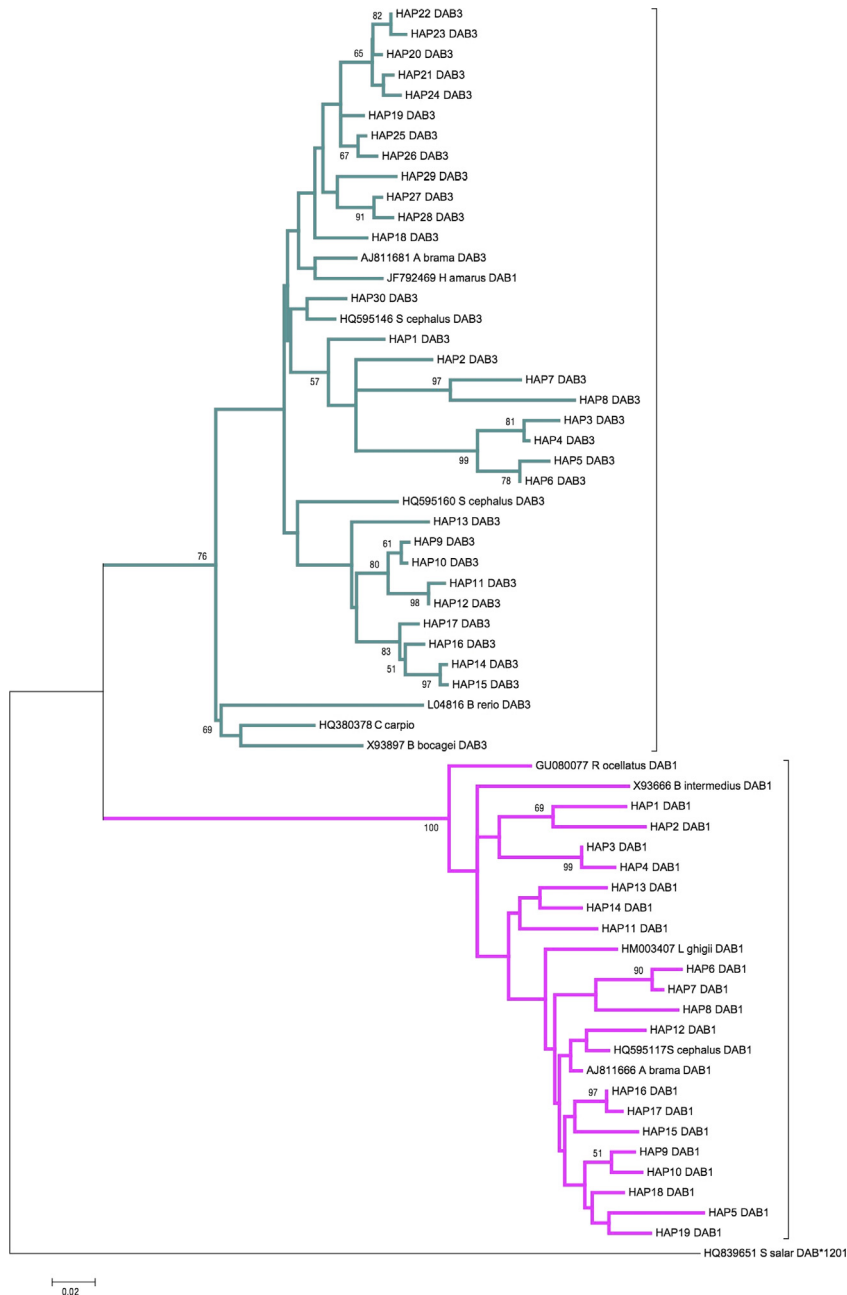 82
HAP22 DAB3
HAP23 DAB3
65
HAP20 DAB3
HAP21 DAB3
HAP24 DAB3
HAP19 DAB3
HAP25 DAB3
67
HAP26 DAB3
HAP29 DAB3
HAP27 DAB3
91
HAP28 DAB3
HAP18 DAB3
AJ811681 A brama DAB3
JF792469 H amarus DAB1
HAP30 DAB3
HQ595146 S cephalus DAB3
HAP1 DAB3
57
HAP2 DAB3
97
HAP7 DAB3
HAP8 DAB3
81
HAP3 DAB3
HAP4 DAB3
99
HAP5 DAB3
78
HAP6 DAB3
HQ595160 S cephalus DAB3
HAP13 DAB3
61
HAP9 DAB3
76
80
HAP10 DAB3
HAP11 DAB3
98
HAP12 DAB3
HAP17 DAB3
83
HAP16 DAB3
51
HAP14 DAB3
97
HAP15 DAB3
L04816 B rerio DAB3
69
HQ380378 C carpio
X93897 B bocagei DAB3
GU080077 R ocellatus DAB1
X93666 B intermedius DAB1
100
69
HAP1 DAB1
HAP2 DAB1
HAP3 DAB1
99
HAP4 DAB1
HAP13 DAB1
HAP14 DAB1
HAP11 DAB1
HM003407 L ghigii DAB1
90
HAP6 DAB1
HAP7 DAB1
HAP8 DAB1
HAP12 DAB1
HQ595117S cephalus DAB1
AJ811666 A brama DAB1
97
HAP16 DAB1
HAP17 DAB1
HAP15 DAB1
51
HAP9 DAB1
HAP10 DAB1
HAP18 DAB1
HAP5 DAB1
HAP19 DAB1
HQ839651 S salar DAB*1201
0.02